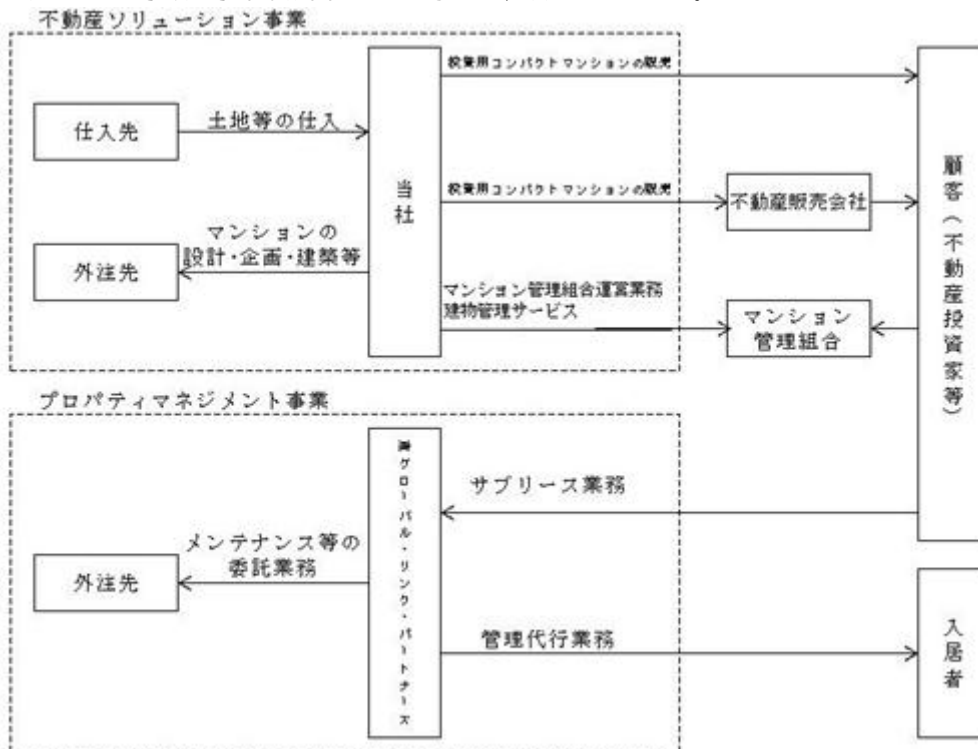 不動産ソリューション事業
投資用コンパクトマンションの販売
仕入先
土地等の仕入
当社
顧客（不動産投資家等）
投資用コンパクトマンションの販売
不動産販売会社
マンションの
設計・企画・建築等
外注先
マンション管理組合運営業務
建物管理サービス
マンション
管理組合
プロパティマネジメント事業
グローバル・リンク・パートナーズ
サブリース業務
メンテナンス等の
委託業務
外注先
管理代行業務
入居者